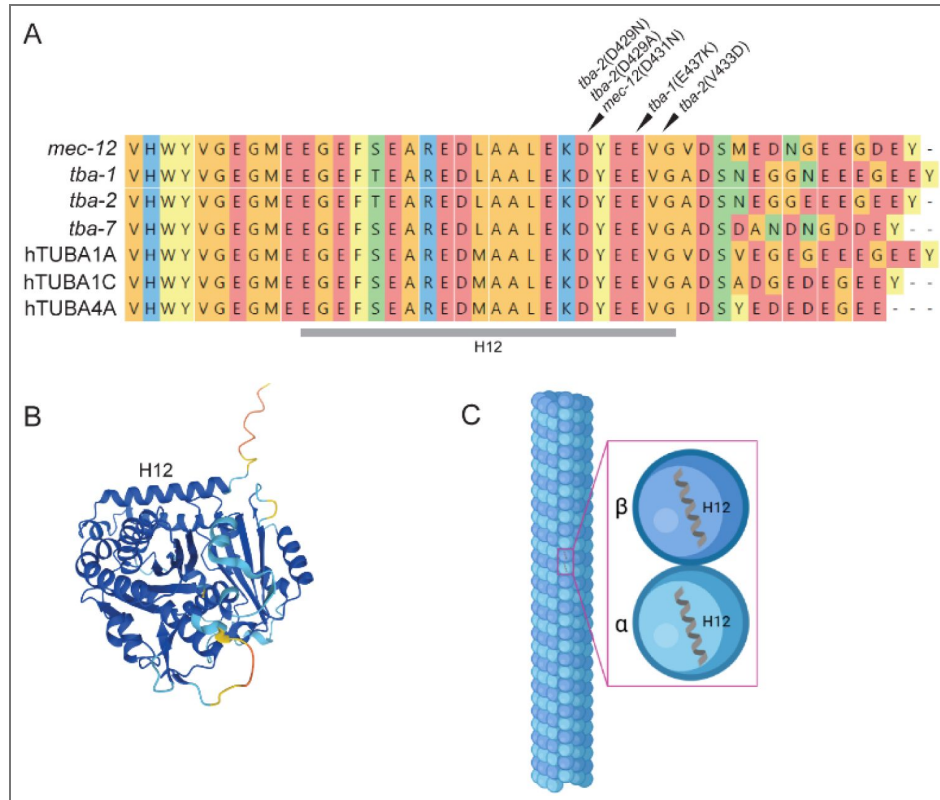 A
tba-2(D429N)
tba-2(D429A)
mec-12(D431N)
tba-1(E437K)
tba-2(V433D)
mec-12 V H W Y V G E G M E E G E F S E A R E D L A A L E K D Y E E V G V D S M E D N G E E G D E Y -
tba-1 V H W Y V G E G M E E G E F T E A R E D L A A L E K D Y E E V G A D S N E G G N E E E G E E Y
tba-2 V H W Y V G E G M E E G E F T E A R E D L A A L E K D Y E E V G A D S N E G G E E E G E E Y -
tba-7 V H W Y V G E G M E E G E F S E A R E D L A A L E K D Y E E V G A D S D A N D N G D D E Y - -
hTUBA1A V H W Y V G E G M E E G E F S E A R E D M A A L E K D Y E E V G V D S V E G E G E E E G E E Y
hTUBA1C V H W Y V G E G M E E G E F S E A R E D M A A L E K D Y E E V G A D S A D G E D E G E E Y - -
hTUBA4A V H W Y V G E G M E E G E F S E A R E D M A A L E K D Y E E V G I D S Y E D E D E G E E - - -
H12
B
H12
C
β
H12
α
H12